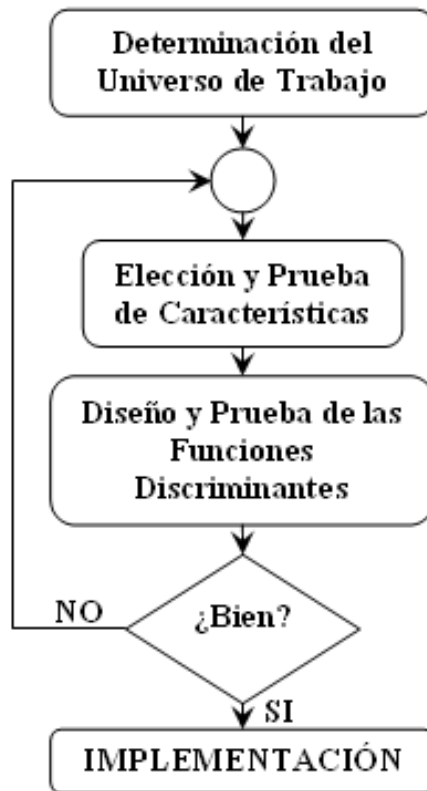 Determinación del
Universo de Trabajo
Elección y Prueba
de Características
Diseño y Prueba de las
Funciones
Discriminantes
¿Bien?
NO
SI
IMPLEMENTACIÓN